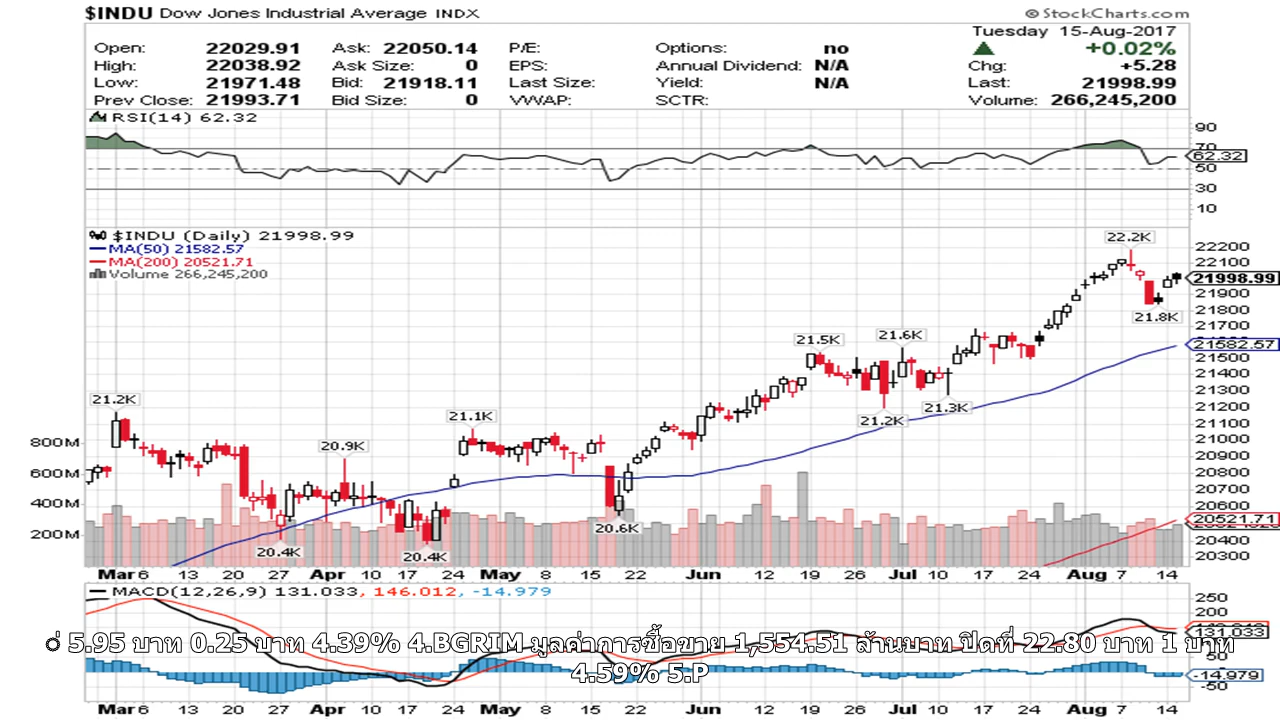 $INDU Dow Jones Industrial Average INDX
© StockCharts.com
Tuesday 15-Aug-2017
Open: 22029.91 Ask: 22050.14 P/E: Options: no +0.02%
High: 22038.92 Ask Size: 0 EPS: Annual Dividend: N/A Chg: +5.28
Low: 21971.48 Bid: 21918.11 Last Size: Yield: N/A Last: 21998.99
Prev Close: 21993.71 Bid Size: 0 VWAP: SCTR: Volume: 266,245,200
RSI(14) 62.32
90
70
62.32
50
30
10
$INDU (Daily) 21998.99
MA(50) 21582.57
MA(200) 20521.71
Volume 266,245,200
22.2K
21.8K
21.5K
21.6K
21.2K
21.3K
21.2K
20.9K
21.1K
20.4K
20.4K
20.6K
22200
22100
21998.99
21900
21800
21700
21582.57
21500
21400
21300
21200
21100
21000
20900
20800
20700
20600
20521.71
20400
20300
800M
600M
400M
200M
Mar 6 13 20 27 Apr 10 17 24 May 8 15 22 Jun 12 19 26 Jul 10 17 24 Aug 7 14
MACD(12,26,9) 131.033, 146.012, -14.979
250
200
131.033
50
-14.979
-50
5.95 บาท 0.25 บาท 4.39% 4.BGRIM มูลค่าการซื้อขาย 1,554.51 ล้านบาท ปิดที่ 22.80 บาท 1 บาท
4.59% 5.P
Mar 6 13 20 27 Apr 10 17 24 May 8 15 22 Jun 12 19 26 Jul 10 17 24 Aug 7 14